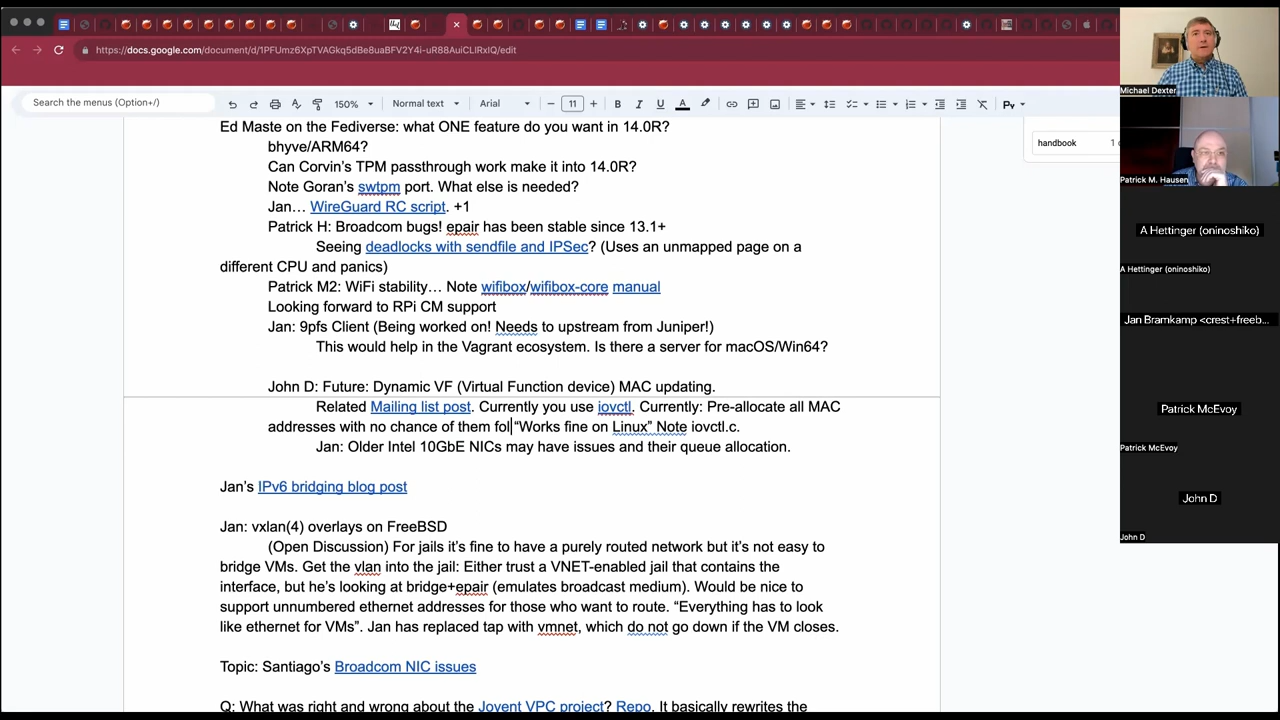 https://docs.google.com/document/d/1PFUmz6XpTVAGkq5dBe8uaBFV2Y4i-uR88AuiCLlRxIQ/edit
Search the menus (Option+/)
150%
Normal text
Arial
11
B I U A
handbook 1
Ed Maste on the Fediverse: what ONE feature do you want in 14.0R?
bhyve/ARM64?
Can Corvin's TPM passthrough work make it into 14.0R?
Note Goran's swtpm port. What else is needed?
Jan… WireGuard RC script. +1
Patrick H: Broadcom bugs! epair has been stable since 13.1+
Seeing deadlocks with sendfile and IPSec? (Uses an unmapped page on a
different CPU and panics)
Patrick M2: WiFi stability… Note wifibox/wifibox-core manual
Looking forward to RPi CM support
Jan: 9pfs Client (Being worked on! Needs to upstream from Juniper!)
This would help in the Vagrant ecosystem. Is there a server for macOS/Win64?
John D: Future: Dynamic VF (Virtual Function device) MAC updating.
Related Mailing list post. Currently you use iovctl. Currently: Pre-allocate all MAC
addresses with no chance of them fol “Works fine on Linux” Note iovctl.c.
Jan: Older Intel 10GbE NICs may have issues and their queue allocation.
Jan's IPv6 bridging blog post
Jan: vxlan(4) overlays on FreeBSD
(Open Discussion) For jails it's fine to have a purely routed network but it's not easy to
bridge VMs. Get the vlan into the jail: Either trust a VNET-enabled jail that contains the
interface, but he's looking at bridge+epair (emulates broadcast medium). Would be nice to
support unnumbered ethernet addresses for those who want to route. “Everything has to look
like ethernet for VMs”. Jan has replaced tap with vmnet, which do not go down if the VM closes.
Topic: Santiago's Broadcom NIC issues
Q: What was right and wrong about the Joyent VPC project? Repo. It basically rewrites the
Michael Dexter
Patrick M. Hausen
A Hettinger (oninoshiko)
A Hettinger (oninoshiko)
Jan Bramkamp <crest+freeb...
Patrick McEvoy
Patrick McEvoy
John D
John D